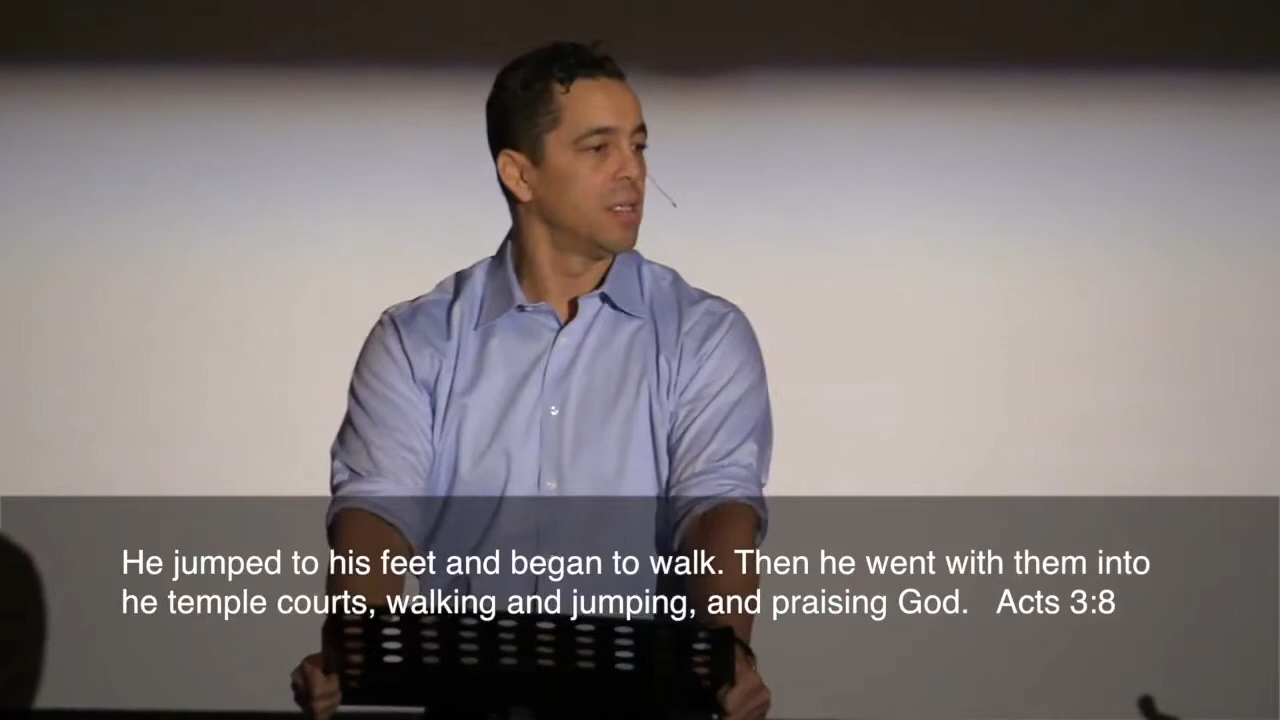 He jumped to his feet and began to walk. Then he went with them into
he temple courts, walking and jumping, and praising God. Acts 3:8